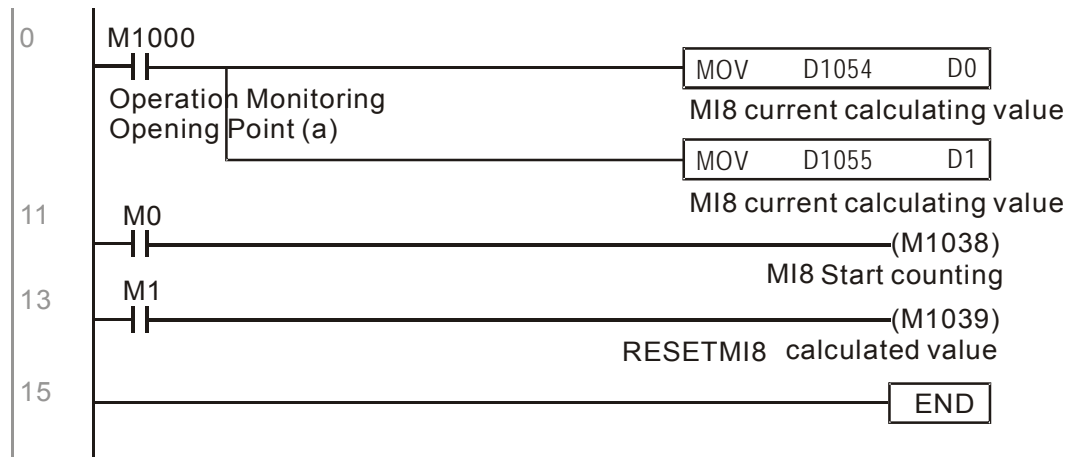 0
M1000
MOV D1054 D0
Operation Monitoring
Opening Point (a)
MI8 current calculating value
MOV D1055 D1
MI8 current calculating value
11
M0
(M1038)
MI8 Start counting
13
M1
(M1039)
RESETMI8 calculated value
15
END